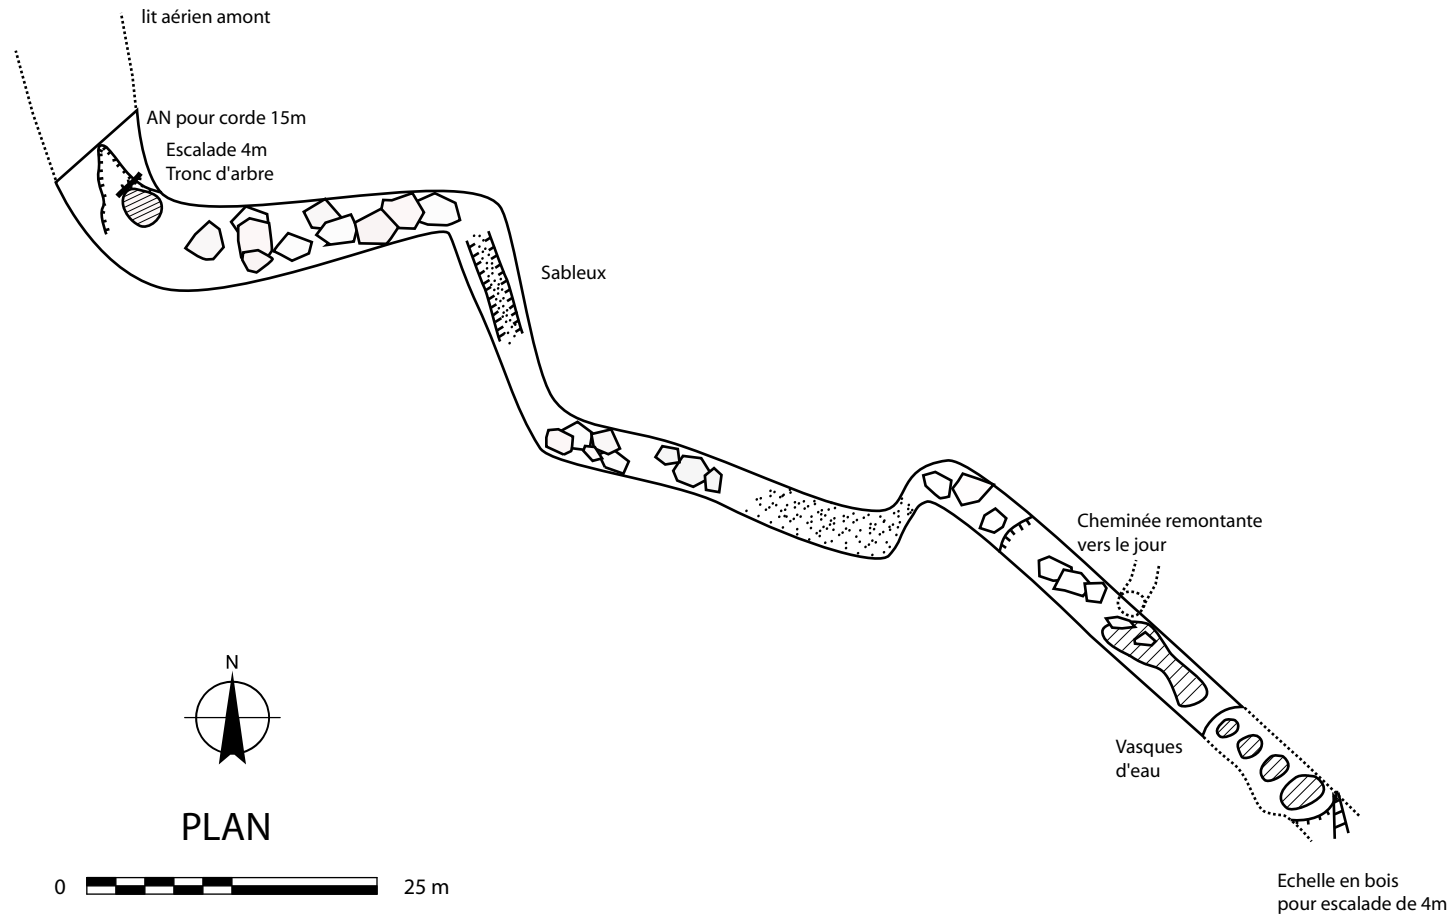 lit aérien amont
AN pour corde 15m
Escalade 4m
Tronc d'arbre
Sableux
Cheminée remontante
vers le jour
N
Vasques
d'eau
PLAN
0 25 m
Echelle en bois
pour escalade de 4m